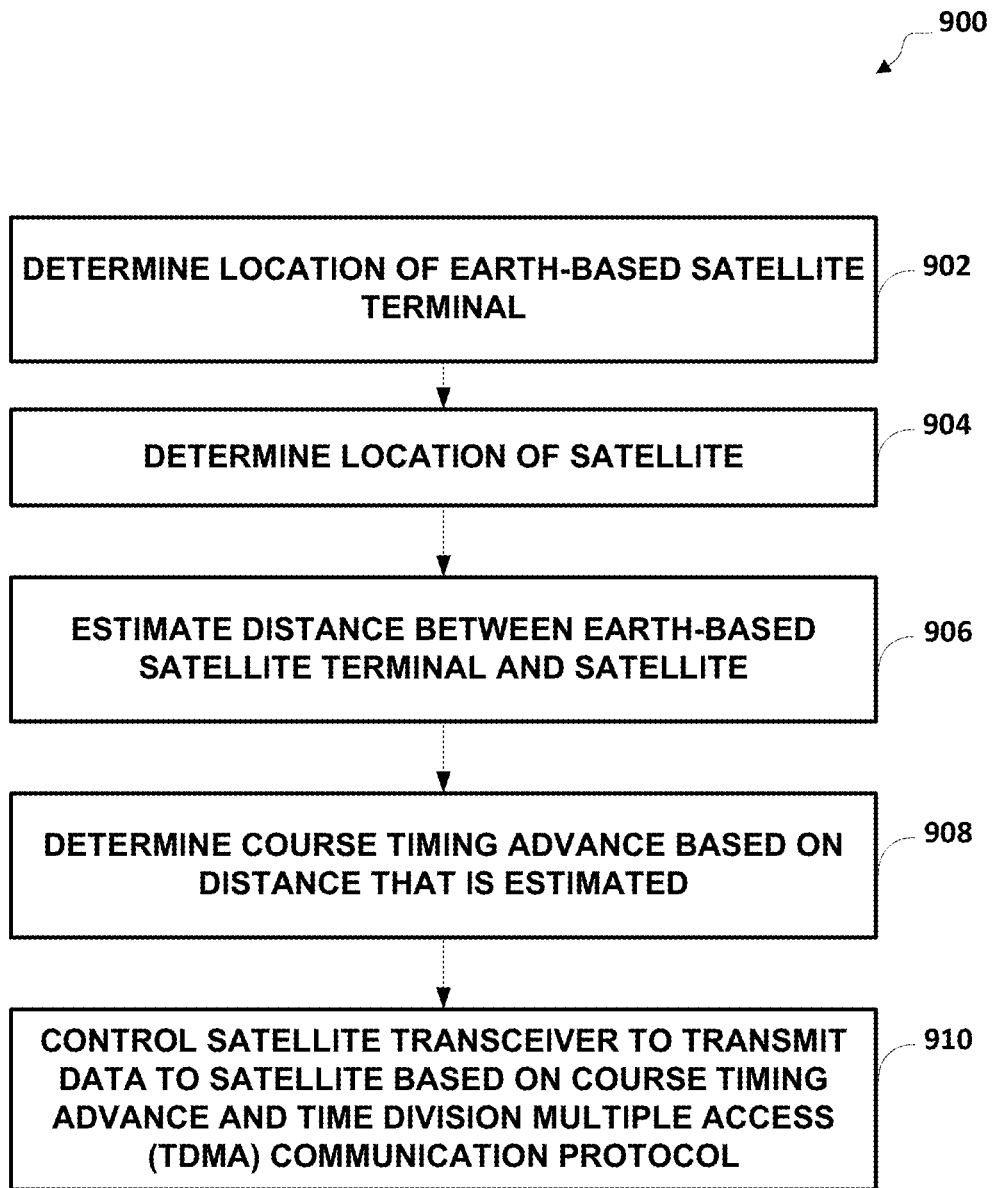 900
DETERMINE LOCATION OF EARTH-BASED SATELLITE
TERMINAL
902
DETERMINE LOCATION OF SATELLITE
904
ESTIMATE DISTANCE BETWEEN EARTH-BASED
SATELLITE TERMINAL AND SATELLITE
906
DETERMINE COURSE TIMING ADVANCE BASED ON
DISTANCE THAT IS ESTIMATED
908
CONTROL SATELLITE TRANSCEIVER TO TRANSMIT
DATA TO SATELLITE BASED ON COURSE TIMING
ADVANCE AND TIME DIVISION MULTIPLE ACCESS
(TDMA) COMMUNICATION PROTOCOL
910